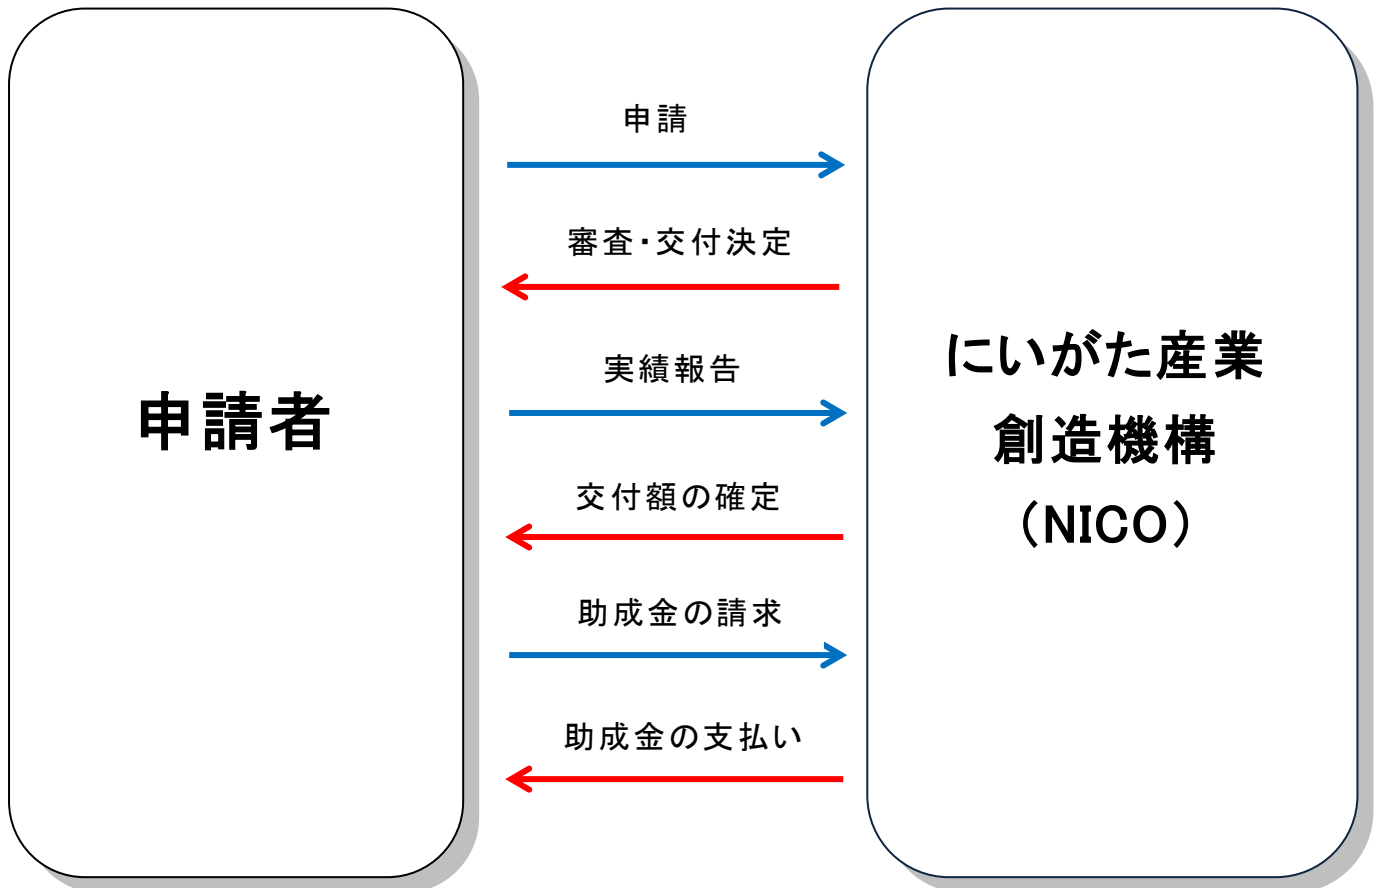 申請
審査・交付決定
実績報告
交付額の確定
助成金の請求
助成金の支払い
申請者
にいがた産業
創造機構
（NICO）